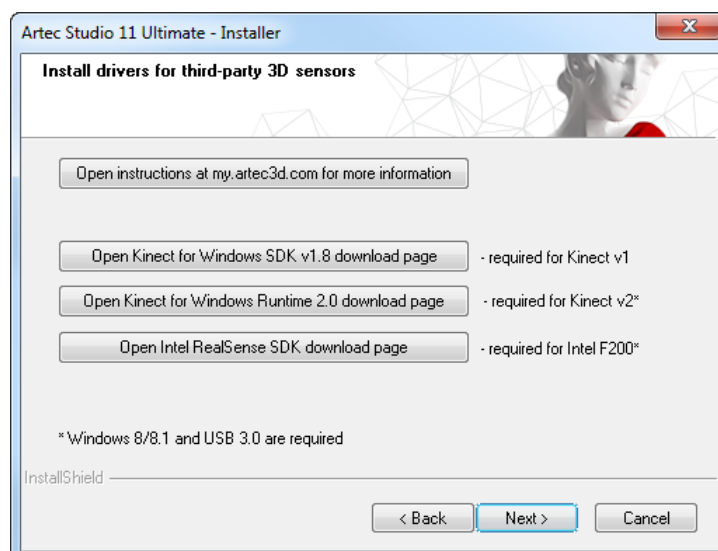 Artec Studio 11 Ultimate - Installer
Install drivers for third-party 3D sensors
Open instructions at my.artec3d.com for more information
Open Kinect for Windows SDK v1.8 download page - required for Kinect v1
Open Kinect for Windows Runtime 2.0 download page - required for Kinect v2*
Open Intel RealSense SDK download page - required for Intel F200*
* Windows 8/8.1 and USB 3.0 are required
InstallShield
< Back Next > Cancel